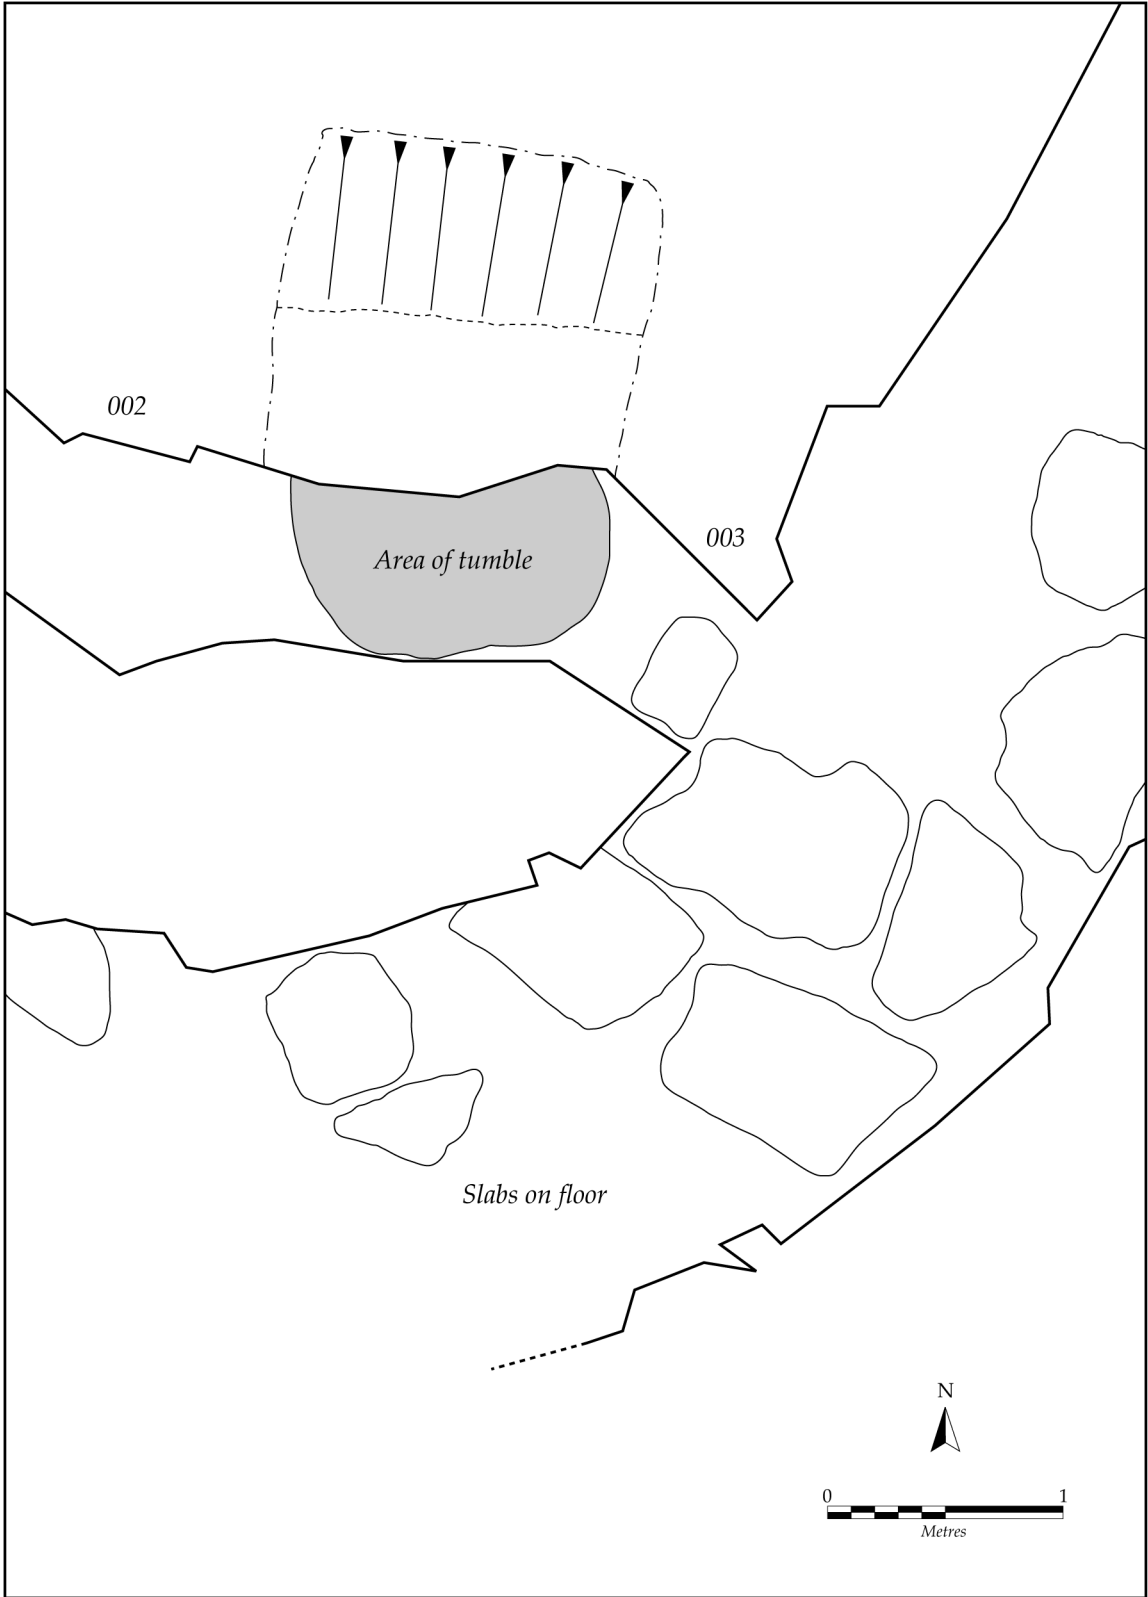 002
003
Area of tumble
Slabs on floor
N
0 1
Metres